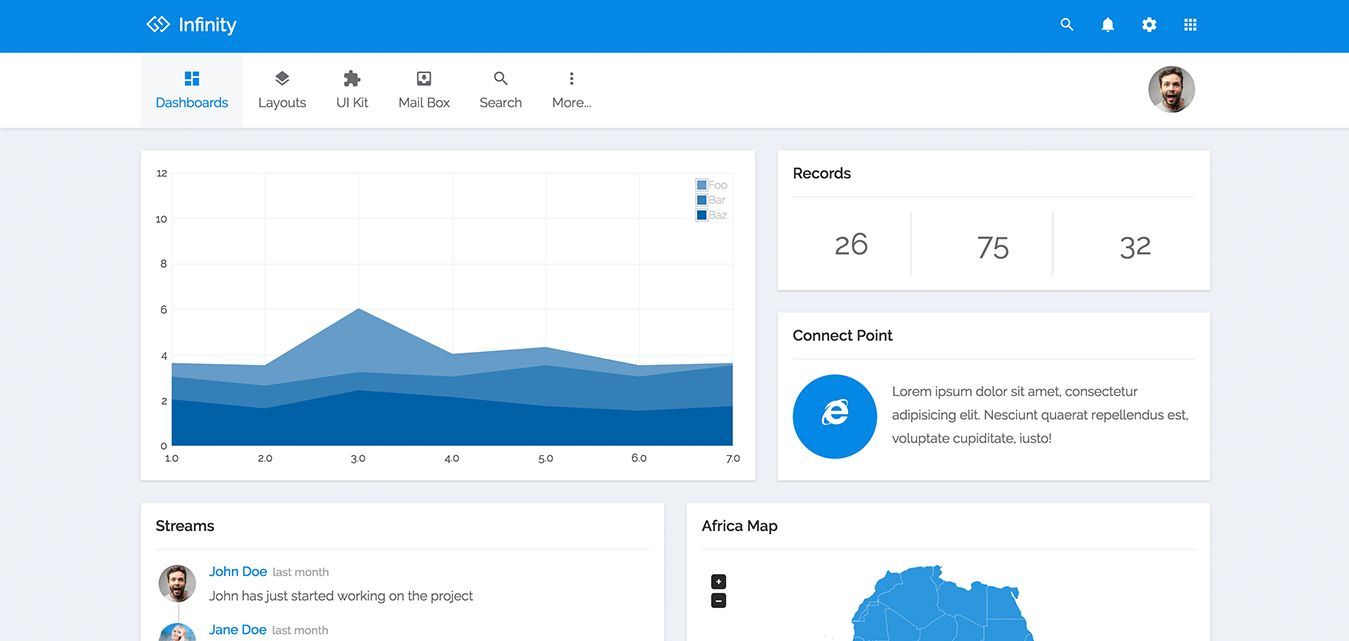 Infinity
Dashboards
Layouts
UI Kit
Mail Box
Search
More...
12
10
8
6
4
2
0
1.0
2.0
3.0
4.0
5.0
6.0
7.0
Foo
Bar
Baz
Records
26
75
32
Connect Point
Lorem ipsum dolor sit amet, consectetur
adipisicing elit. Nesciunt quaerat repellendus est,
voluptate cupiditate, iusto!
Streams
John Doe last month
John has just started working on the project
Jane Doe last month
Africa Map
+
−